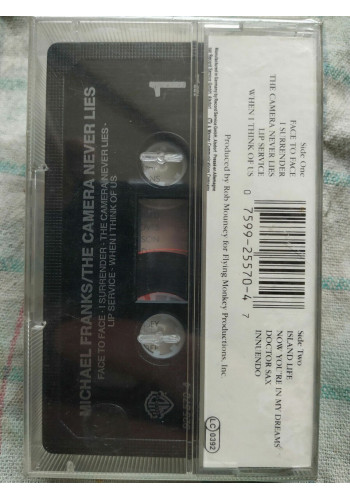 MICHAEL FRANKS/THE CAMERA NEVER LIES
FACE TO FACE · I SURRENDER · THE CAMERA NEVER LIES ·
LIP SERVICE · WHEN I THINK OF US
1
Side One
FACE TO FACE
I SURRENDER
THE CAMERA NEVER LIES
LIP SERVICE
WHEN I THINK OF US
Side Two
ISLAND LIFE
NOW YOU'RE IN MY DREAMS
DOCTOR SAX
INNUENDO
0 7599-25570-4 7
Produced by Rob Mounsey for Flying Monkey Productions, Inc.
LC 0392